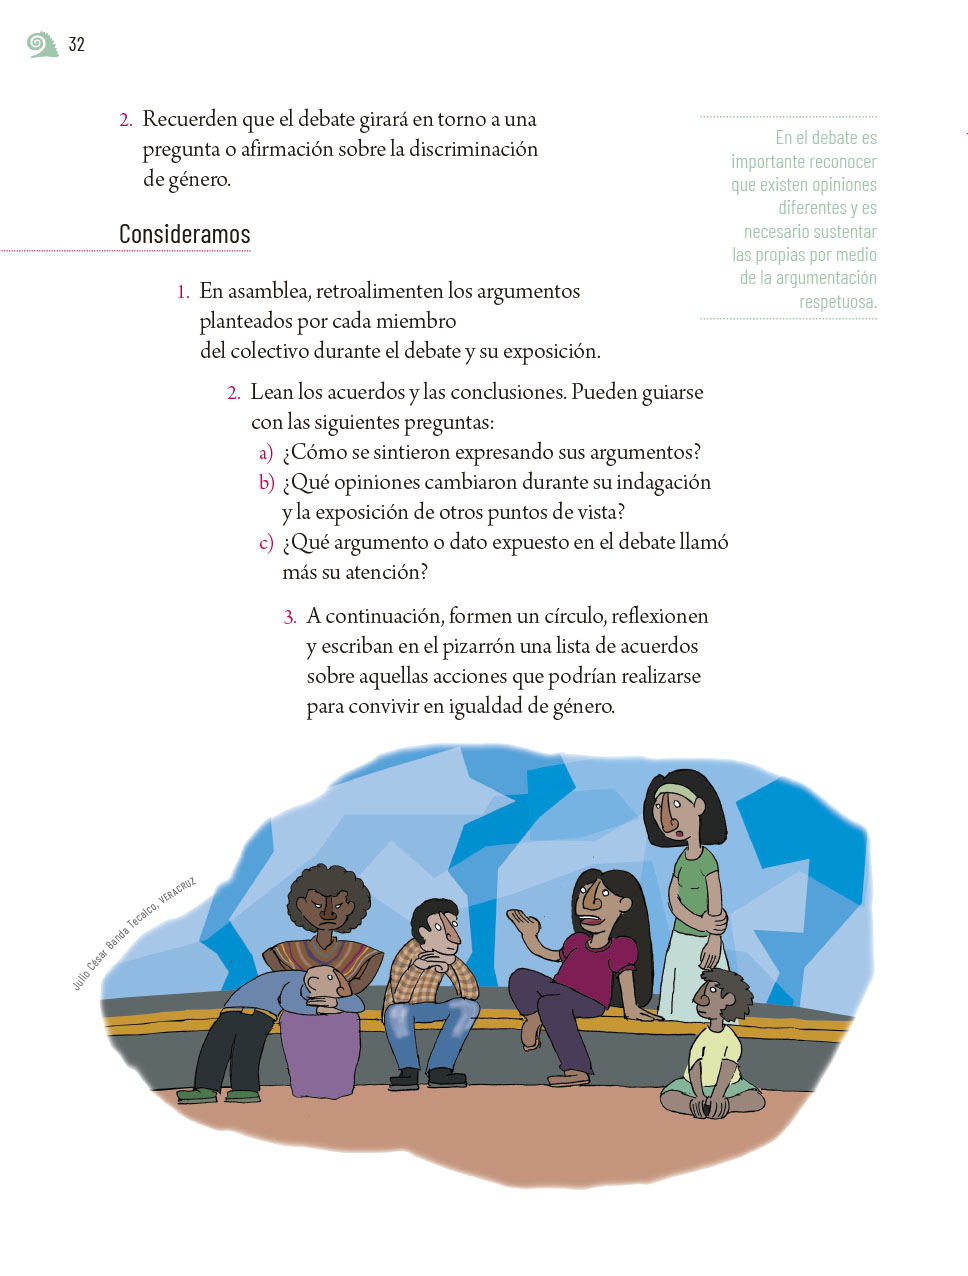 32
2. Recuerden que el debate girará en torno a una
pregunta o afirmación sobre la discriminación
de género.
En el debate es
importante reconocer
que existen opiniones
diferentes y es
necesario sustentar
las propias por medio
de la argumentación
respetuosa.
Consideramos
1. En asamblea, retroalimenten los argumentos
planteados por cada miembro
del colectivo durante el debate y su exposición.
2. Lean los acuerdos y las conclusiones. Pueden guiarse
con las siguientes preguntas:
a) ¿Cómo se sintieron expresando sus argumentos?
b) ¿Qué opiniones cambiaron durante su indagación
y la exposición de otros puntos de vista?
c) ¿Qué argumento o dato expuesto en el debate llamó
más su atención?
3. A continuación, formen un círculo, reflexionen
y escriban en el pizarrón una lista de acuerdos
sobre aquellas acciones que podrían realizarse
para convivir en igualdad de género.
Julio César Banda Tecalco, VERACRUZ